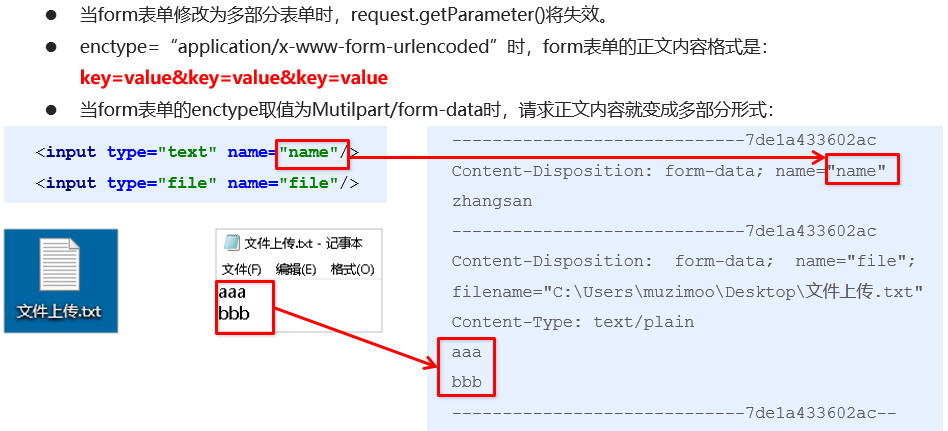 ● 当form表单修改为多部分表单时，request.getParameter()将失效。
● enctype=“application/x-www-form-urlencoded”时，form表单的正文内容格式是：
key=value&key=value&key=value
● 当form表单的enctype取值为Mutilpart/form-data时，请求正文内容就变成多部分形式：
<input type="text" name="name"/>
<input type="file" name="file"/>
文件上传.txt
文件上传.txt - 记事本
文件(F) 编辑(E) 格式(O)
aaa
bbb
-----------------------------7de1a433602ac
Content-Disposition: form-data; name="name"
zhangsan
-----------------------------7de1a433602ac
Content-Disposition: form-data; name="file";
filename="C:\Users\muzimoo\Desktop\文件上传.txt"
Content-Type: text/plain
aaa
bbb
-----------------------------7de1a433602ac--